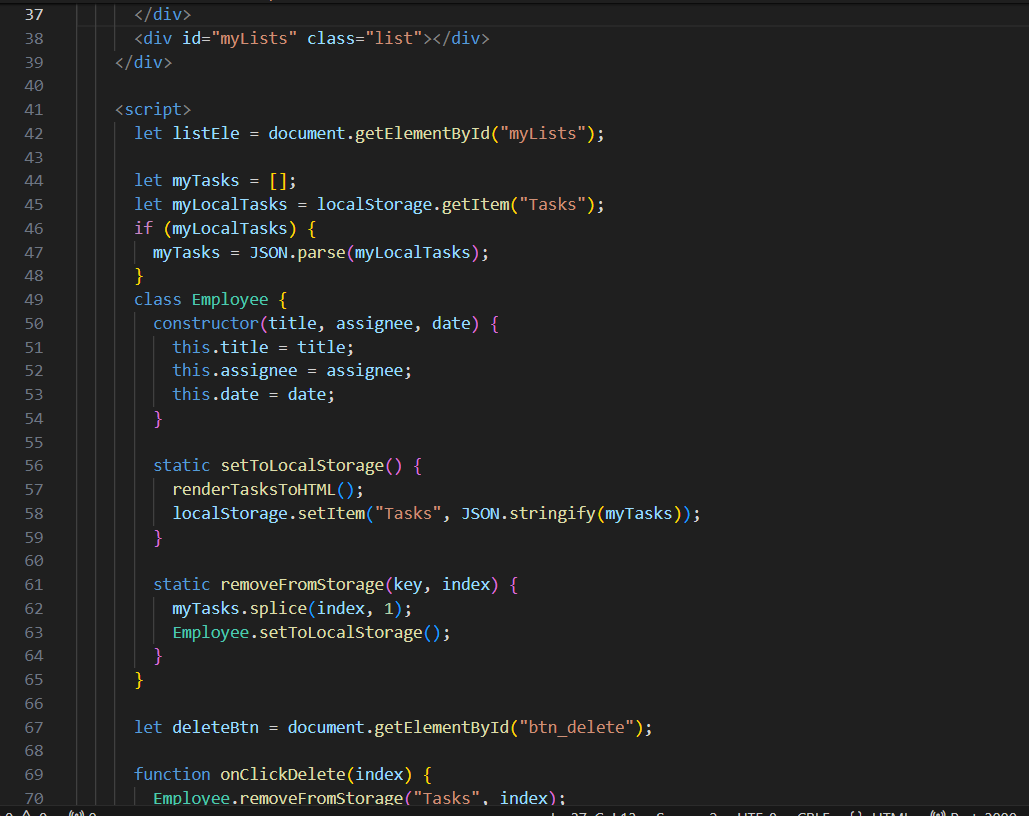 37 </div>
38 <div id="myLists" class="list"></div>
39 </div>
40
41 <script>
42 let listEle = document.getElementById("myLists");
43
44 let myTasks = [];
45 let myLocalTasks = localStorage.getItem("Tasks");
46 if (myLocalTasks) {
47 myTasks = JSON.parse(myLocalTasks);
48 }
49 class Employee {
50 constructor(title, assignee, date) {
51 this.title = title;
52 this.assignee = assignee;
53 this.date = date;
54 }
55
56 static setToLocalStorage() {
57 renderTasksToHTML();
58 localStorage.setItem("Tasks", JSON.stringify(myTasks));
59 }
60
61 static removeFromStorage(key, index) {
62 myTasks.splice(index, 1);
63 Employee.setToLocalStorage();
64 }
65 }
66
67 let deleteBtn = document.getElementById("btn_delete");
68
69 function onClickDelete(index) {
70 Employee.removeFromStorage("Tasks", index);